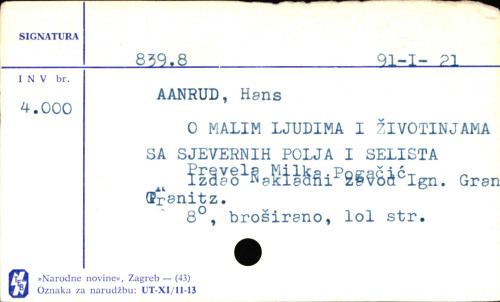 SIGNATURA
839.8 91-I- 21
I N V br.
4.000
AANRUD, Hans
O MALIM LJUDIMA I ŽIVOTINJAMA
SA SJEVERNIH POLJA I SELISTA
Prevela Milka Pogačić
Izdao Nakladni zavod Ign. Gran
Granitz.
8°, broširano, lol str.
»Narodne novine«, Zagreb — (43)
Oznaka za narudžbu: UT-XI/11-13